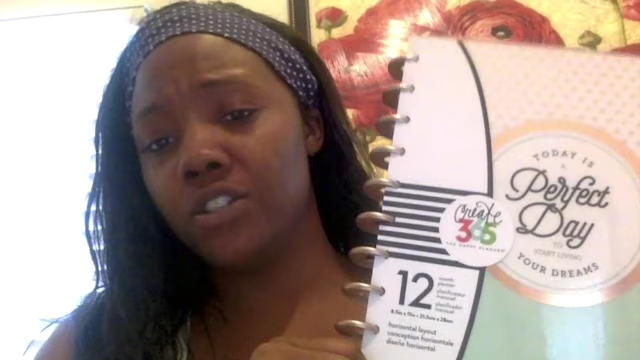 TODAY IS
a
Perfect
Day
TO
START LIVING
YOUR DREAMS
create
365
THE HAPPY PLANNER
12
months
planner
planificateur
mensuel
planificador
mensual
8.5in x 11in • 21.5cm x 28cm
horizontal layout
conception horizontale
diseño horizontal